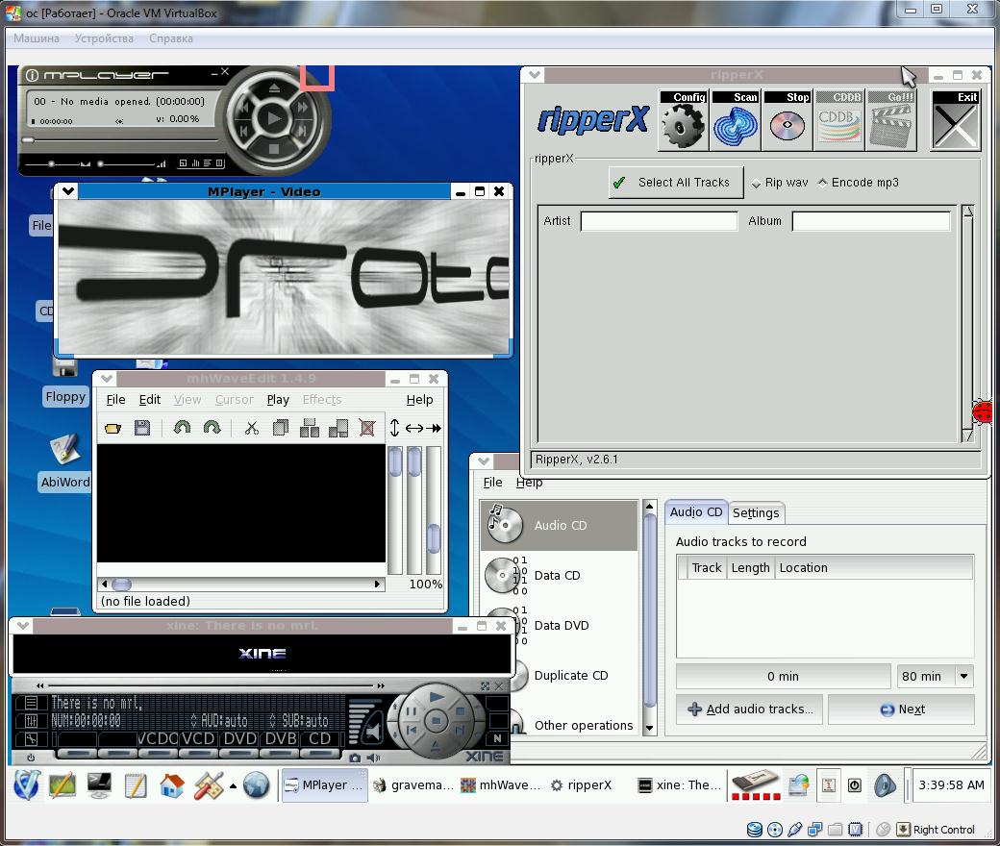 ос [Работает] - Oracle VM VirtualBox
Машина Устройства Справка
MPLAYER
00 - No media opened. (00:00:00)
00:00:00 v: 0.00%
MPlayer - Video
Proto
File
CD
Floppy
AbiWord
ripperX
ripperX
Config Scan Stop CDDB Go!!! Exit
CDDB
ripperX
Select All Tracks Rip wav Encode mp3
Artist Album
RipperX, v2.6.1
mhWaveEdit 1.4.9
File Edit View Cursor Play Effects Help
100%
(no file loaded)
File Help
Audio CD
Data CD
Data DVD
Duplicate CD
Other operations
Audio CD Settings
Audio tracks to record
Track Length Location
0 min 80 min
Add audio tracks... Next
xine: There is no mrl.
XINE
There is no mrl,
NUM:00:00:00 AUD:auto SUB:auto
VCDO VCD DVD DVB CD
N
XINE
MPlayer ... gravema... mhWave... ripperX xine: The... 1 3:39:58 AM
Right Control